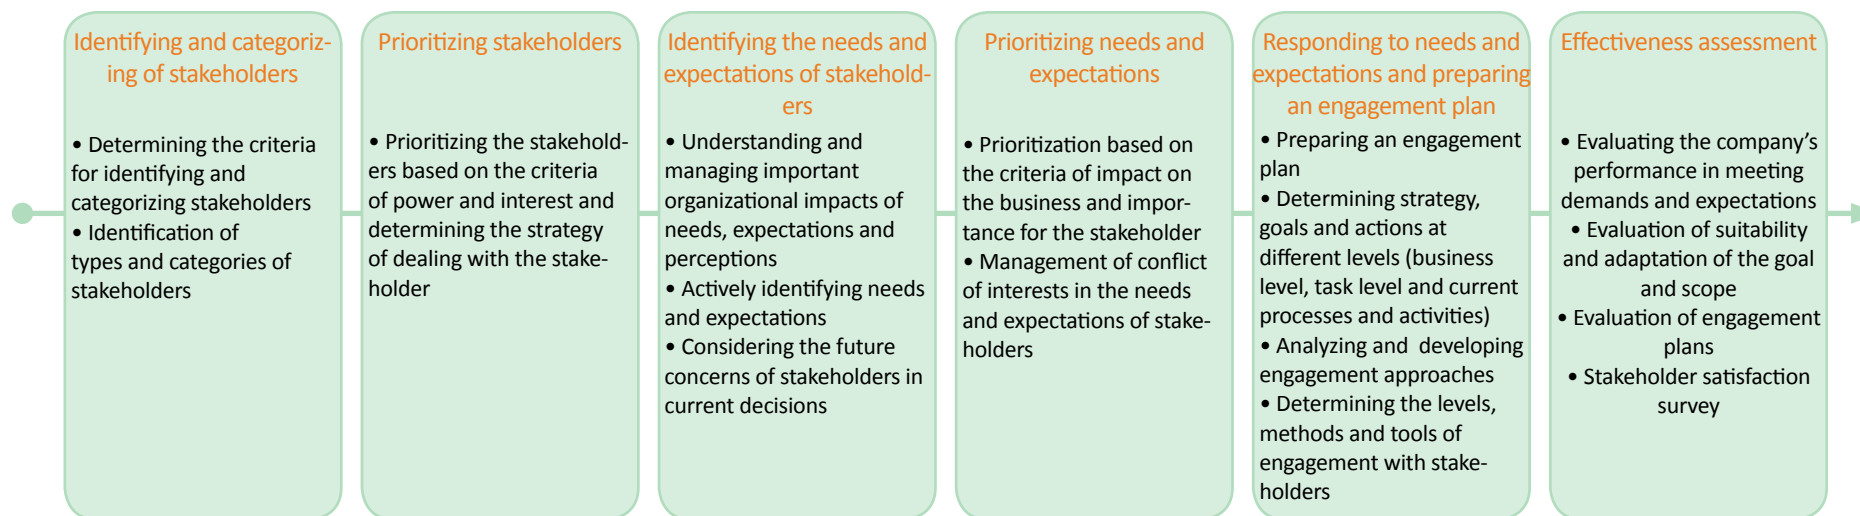 Identifying and categoriz-
ing of stakeholders
• Determining the criteria
for identifying and
categorizing stakeholders
• Identification of
types and categories of
stakeholders
Prioritizing stakeholders
• Prioritizing the stakehold-
ers based on the criteria
of power and interest and
determining the strategy
of dealing with the stake-
holder
Identifying the needs and
expectations of stakehold-
ers
• Understanding and
managing important
organizational impacts of
needs, expectations and
perceptions
• Actively identifying needs
and expectations
• Considering the future
concerns of stakeholders in
current decisions
Prioritizing needs and
expectations
• Prioritization based on
the criteria of impact on
the business and impor-
tance for the stakeholder
• Management of conflict
of interests in the needs
and expectations of stake-
holders
Responding to needs and
expectations and preparing
an engagement plan
• Preparing an engagement
plan
• Determining strategy,
goals and actions at
different levels (business
level, task level and current
processes and activities)
• Analyzing and  developing
engagement approaches
• Determining the levels,
methods and tools of
engagement with stake-
holders
Effectiveness assessment
• Evaluating the company's
performance in meeting
demands and expectations
• Evaluation of suitability
and adaptation of the goal
and scope
• Evaluation of engagement
plans
• Stakeholder satisfaction
survey